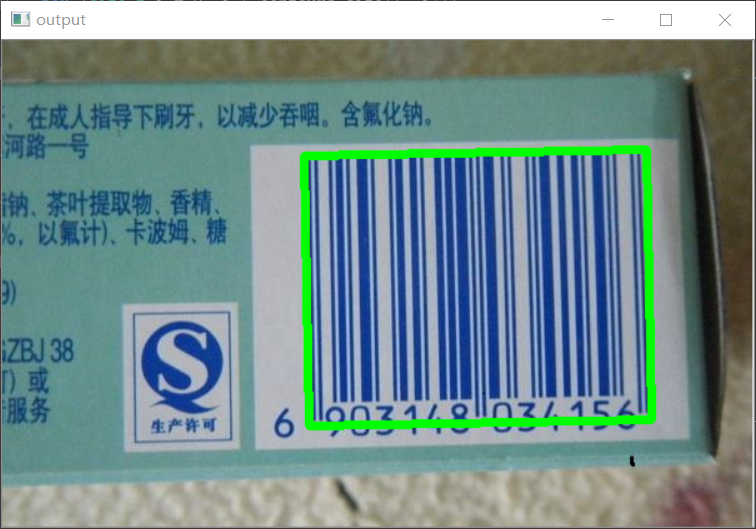 output
，在成人指导下刷牙，以减少吞咽。含氟化钠。
河路一号
钠、茶叶提取物、香精、
%，以氟计)、卡波姆、糖
9)
GZBJ 38
) 或
服务
S
生产许可
6 903148 034156